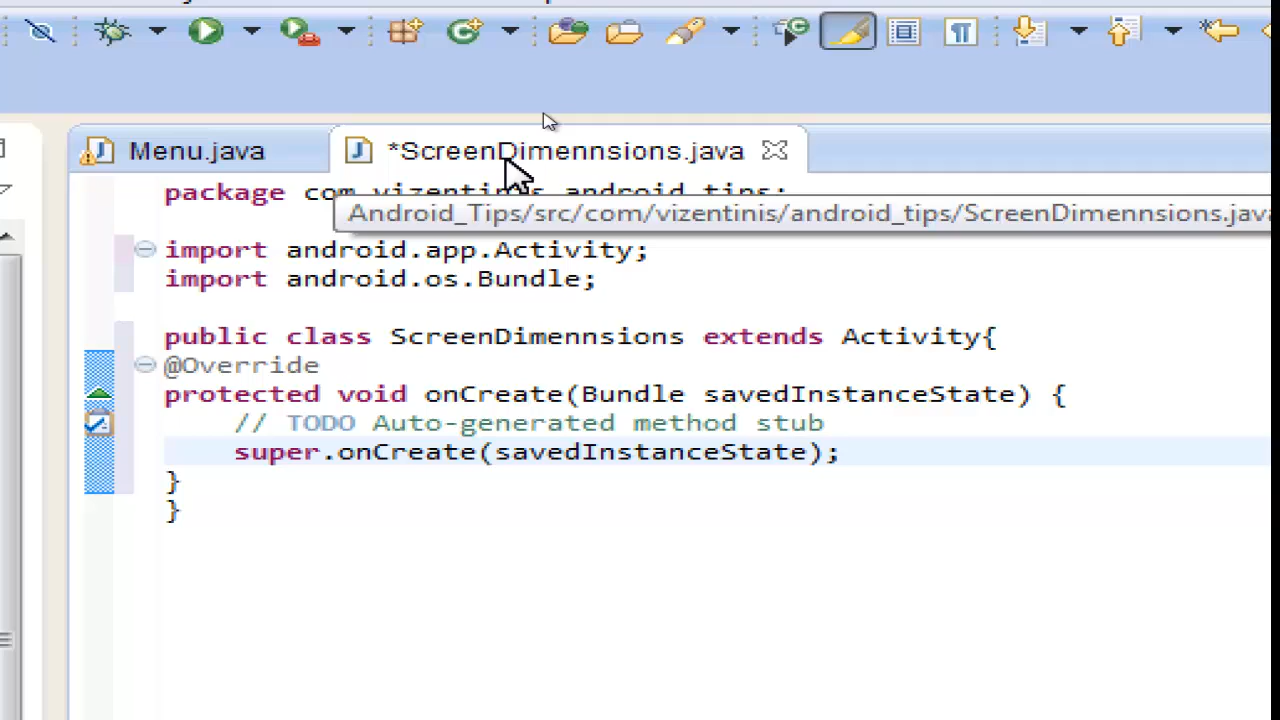 Menu.java
*ScreenDimennsions.java
package com.vizentinis.android_tips;
Android_Tips/src/com/vizentinis/android_tips/ScreenDimennsions.java
import android.app.Activity;
import android.os.Bundle;
public class ScreenDimennsions extends Activity{
@Override
protected void onCreate(Bundle savedInstanceState) {
// TODO Auto-generated method stub
super.onCreate(savedInstanceState);
}
}